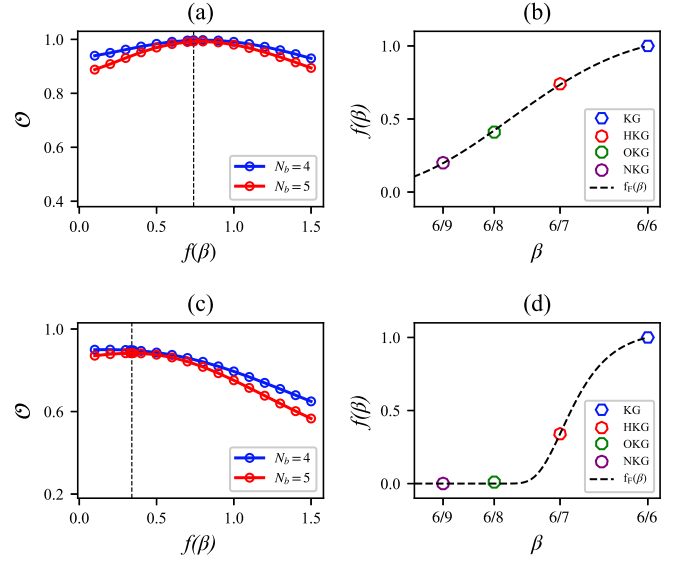 (a)
1.0
0.8
0.6
0.4
𝒪
0.0
0.5
1.0
1.5
f(β)
N_b = 4
N_b = 5
(b)
1.0
0.5
0.0
f(β)
6/9
6/8
6/7
6/6
β
KG
HKG
OKG
NKG
f_F(β)
(c)
1.0
0.6
0.2
𝒪
0.0
0.5
1.0
1.5
f(β)
N_b = 4
N_b = 5
(d)
1.0
0.5
0.0
f(β)
6/9
6/8
6/7
6/6
β
KG
HKG
OKG
NKG
f_F(β)